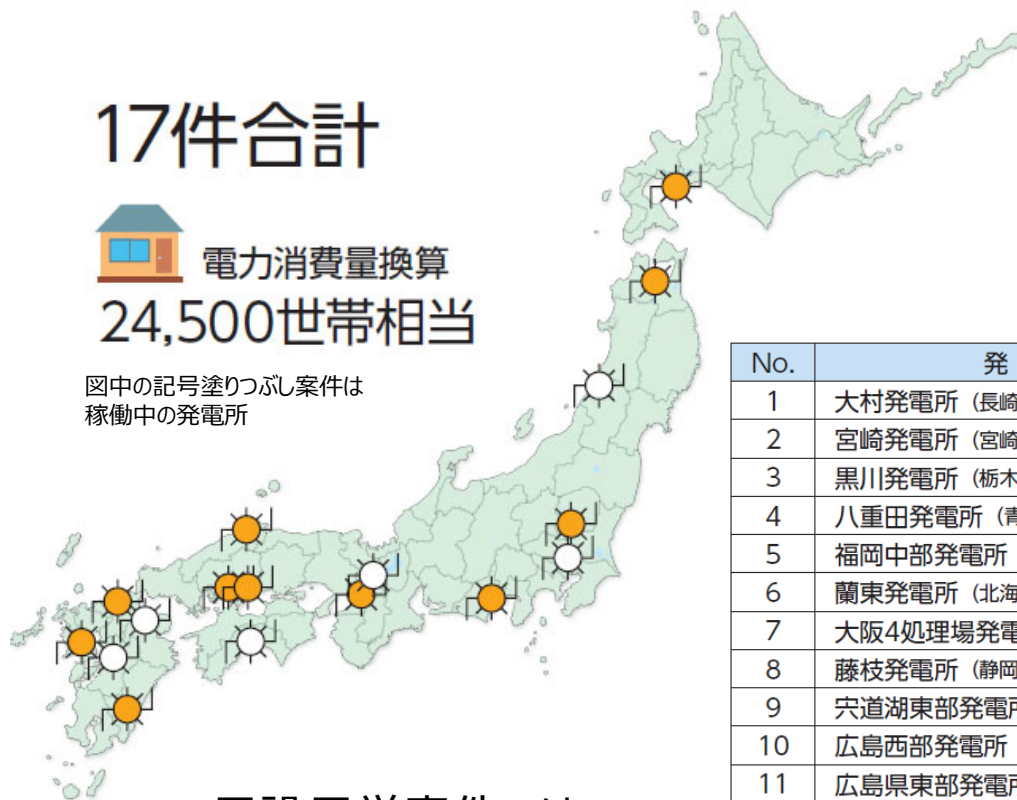 17件合計
電力消費量換算
24,500世帯相当
図中の記号塗りつぶし案件は
稼働中の発電所
No. 発
1 大村発電所（長崎
2 宮崎発電所（宮崎
3 黒川発電所（栃木
4 八重田発電所（青
5 福岡中部発電所
6 蘭東発電所（北海
7 大阪4処理場発電
8 藤枝発電所（静岡
9 宍道湖東部発電所
10 広島西部発電所
11 広島県東部発電所